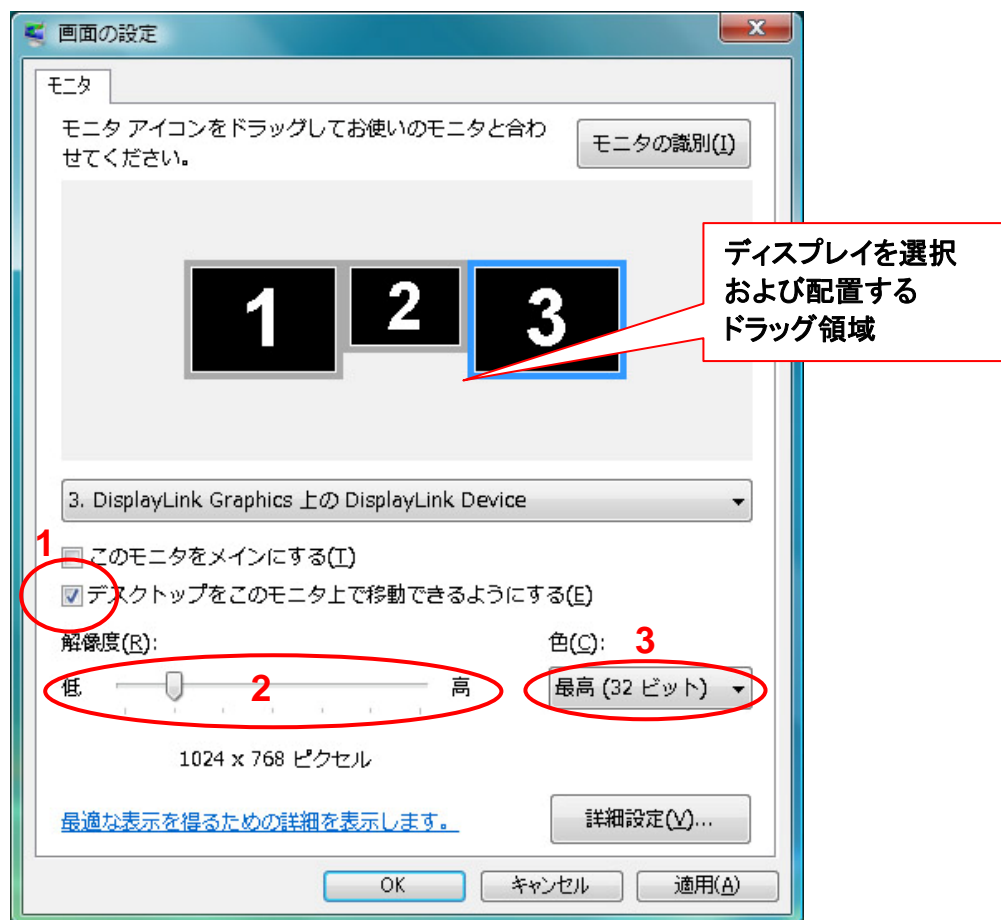 画面の設定
モニタ
モニタ アイコンをドラッグしてお使いのモニタと合わ
せてください。
モニタの識別(I)
1
2
3
ディスプレイを選択
および配置する
ドラッグ領域
3. DisplayLink Graphics 上の DisplayLink Device
1
このモニタをメインにする(T)
デスクトップをこのモニタ上で移動できるようにする(E)
解像度(R):
色(C):
3
低
2
高
最高 (32 ビット)
1024 x 768 ピクセル
最適な表示を得るための詳細を表示します。
詳細設定(V)...
OK
キャンセル
適用(A)